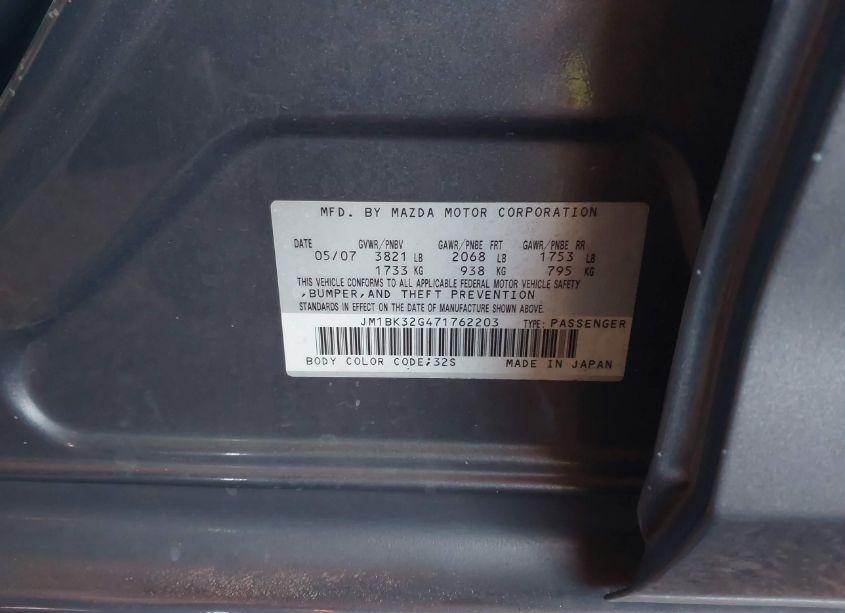 MFD. BY MAZDA MOTOR CORPORATION
DATE GVWR/PNBV GAWR/PNBE FRT GAWR/PNBE RR
05/07 3821 LB 2068 LB 1753 LB
1733 KG 938 KG 795 KG
THIS VEHICLE CONFORMS TO ALL APPLICABLE FEDERAL MOTOR VEHICLE SAFETY
,BUMPER,AND THEFT PREVENTION
STANDARDS IN EFFECT ON THE DATE OF MANUFACTURE SHOWN ABOVE.
JM1BK32G471762203 TYPE: PASSENGER
BODY COLOR CODE;32S MADE IN JAPAN